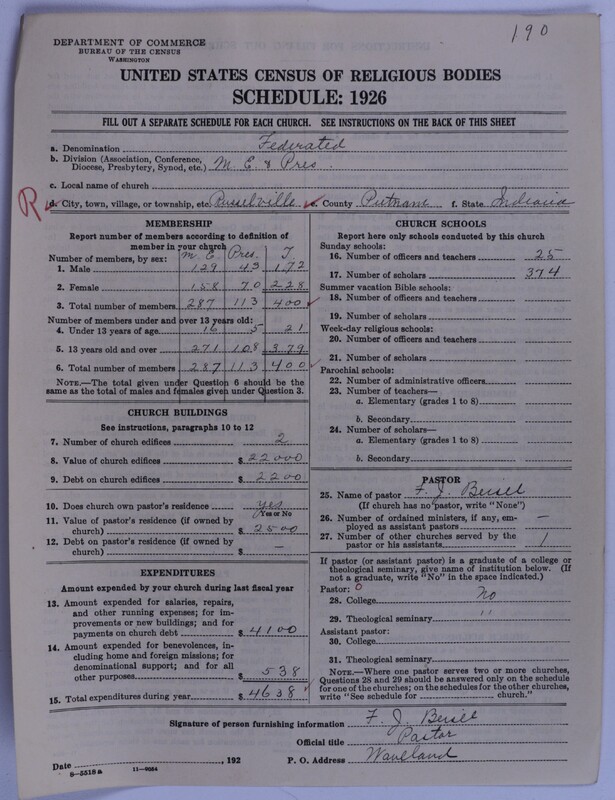 190
DEPARTMENT OF COMMERCE
BUREAU OF THE CENSUS
WASHINGTON
UNITED STATES CENSUS OF RELIGIOUS BODIES
SCHEDULE: 1926
FILL OUT A SEPARATE SCHEDULE FOR EACH CHURCH. SEE INSTRUCTIONS ON THE BACK OF THIS SHEET
a. Denomination Federated
b. Division (Association, Conference, Diocese, Presbytery, Synod, etc.) M. E. & Pres.
c. Local name of church
R d. City, town, village, or township, etc. Russelville e. County Putnam f. State Indiana
MEMBERSHIP
Report number of members according to definition of
member in your church
Number of members, by sex: M. E. Pres. T
1. Male 129 43 172
2. Female 158 70 228
3. Total number of members 287 113 400
Number of members under and over 13 years old:
4. Under 13 years of age 16 5 21
5. 13 years old and over 271 108 379
6. Total number of members 287 113 400
NOTE.—The total given under Question 6 should be
same as the total of males and females given under Question 3.
CHURCH BUILDINGS
See instructions, paragraphs 10 to 12
7. Number of church edifices 2
8. Value of church edifices $ 22000
9. Debt on church edifices $ 2200
10. Does church own pastor's residence yes
Yes or No
11. Value of pastor's residence (if owned by
church) $ 2500
12. Debt on pastor's residence (if owned by
church) $ —
EXPENDITURES
Amount expended by your church during last fiscal year
13. Amount expended for salaries, repairs,
and other running expenses; for im-
provements or new buildings; and for
payments on church debt $ 4100
14. Amount expended for benevolences, in-
cluding home and foreign missions; for
denominational support; and for all
other purposes $ 538
15. Total expenditures during year $ 4638
CHURCH SCHOOLS
Report here only schools conducted by this church
Sunday schools:
16. Number of officers and teachers 25
17. Number of scholars 374
Summer vacation Bible schools:
18. Number of officers and teachers
19. Number of scholars
Week-day religious schools:
20. Number of officers and teachers
21. Number of scholars
Parochial schools:
22. Number of administrative officers
23. Number of teachers—
a. Elementary (grades 1 to 8)
b. Secondary
24. Number of scholars—
a. Elementary (grades 1 to 8)
b. Secondary
PASTOR
25. Name of pastor F. J. Beisel
(If church has no pastor, write "None")
26. Number of ordained ministers, if any, em-
ployed as assistant pastors —
27. Number of other churches served by the
pastor or his assistants 1
If pastor (or assistant pastor) is a graduate of a college or
theological seminary, give name of institution below. (If
not a graduate, write "No" in the space indicated.)
Pastor: 0
28. College No
29. Theological seminary "
Assistant pastor:
30. College
31. Theological seminary
NOTE.—Where one pastor serves two or more churches,
Questions 28 and 29 should be answered only on the schedule
for one of the churches; on the schedules for the other churches,
write "See schedule for church."
Signature of person furnishing information F. J. Beisel
Official title Pastor
Date , 192 P. O. Address Waveland
8—5518a 11—9084